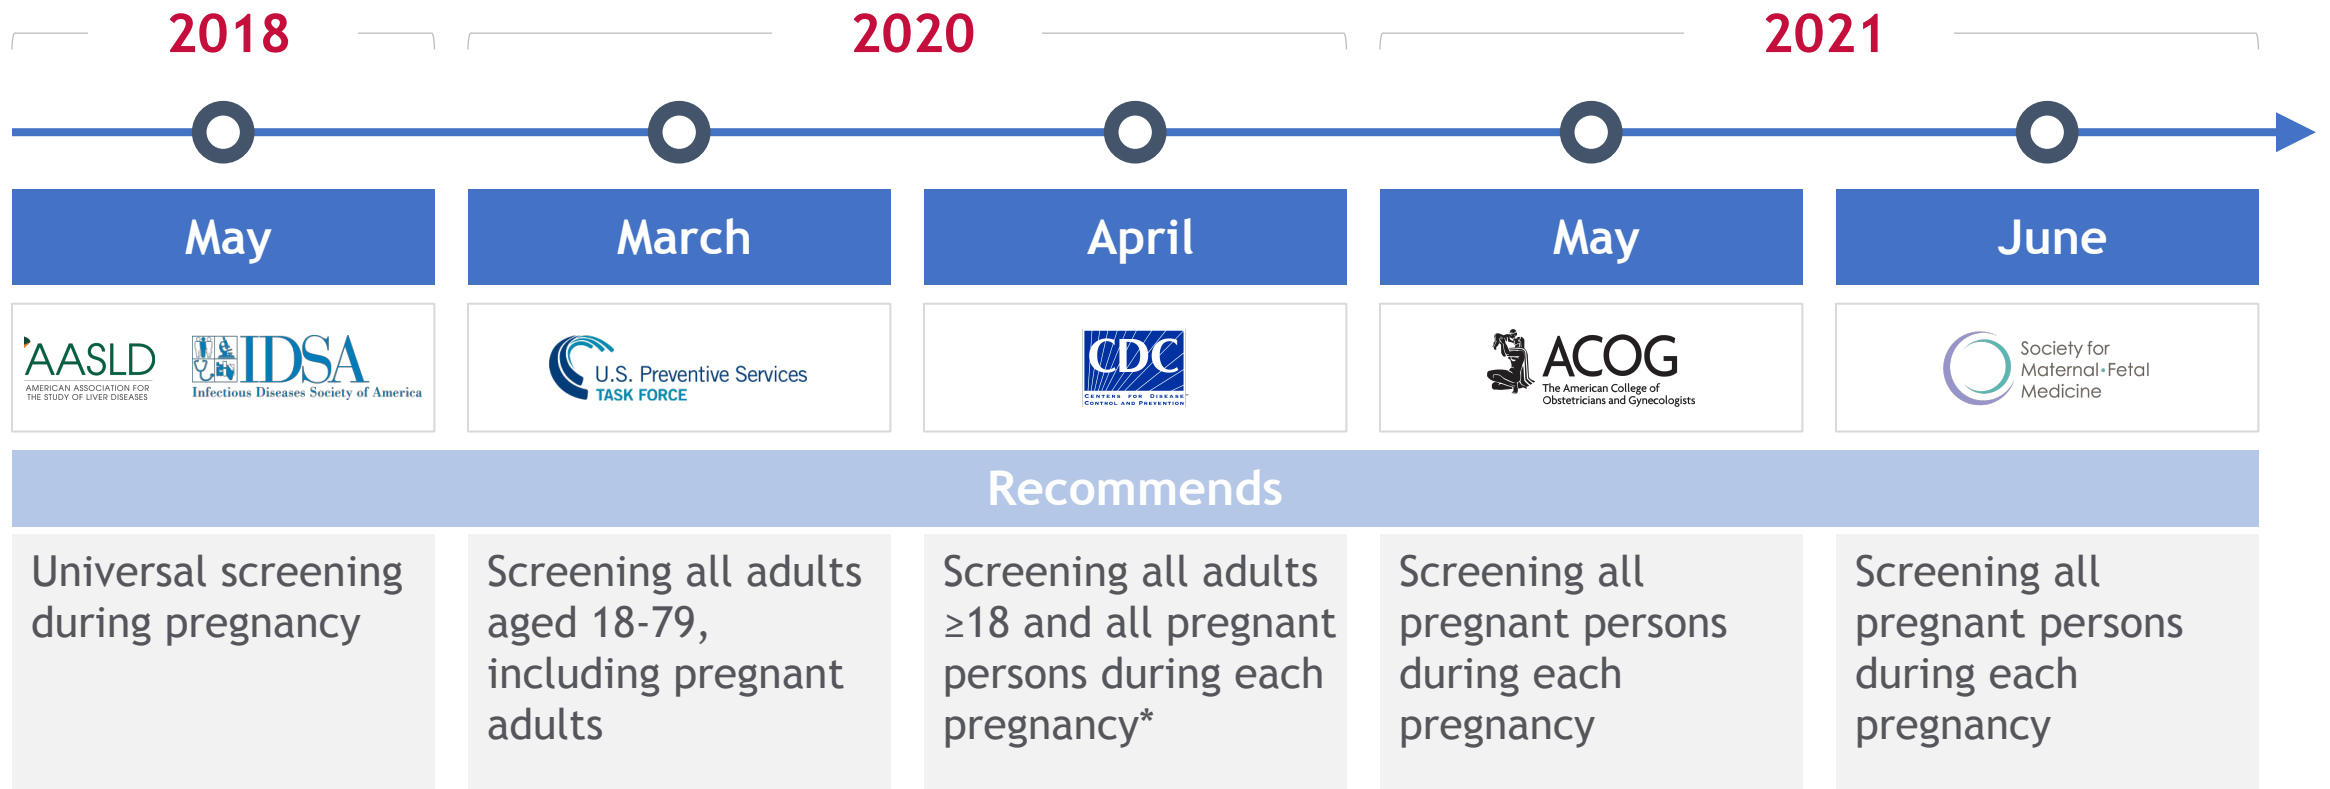 2018
2020
2021
May
March
April
May
June
AASLD
AMERICAN ASSOCIATION FOR
THE STUDY OF LIVER DISEASES
IDSA
Infectious Diseases Society of America
U.S. Preventive Services
TASK FORCE
CDC
CENTERS FOR DISEASE
CONTROL AND PREVENTION
ACOG
The American College of
Obstetricians and Gynecologists
Society for
Maternal•Fetal
Medicine
Recommends
Universal screening
during pregnancy
Screening all adults
aged 18-79,
including pregnant
adults
Screening all adults
≥18 and all pregnant
persons during each
pregnancy*
Screening all
pregnant persons
during each
pregnancy
Screening all
pregnant persons
during each
pregnancy